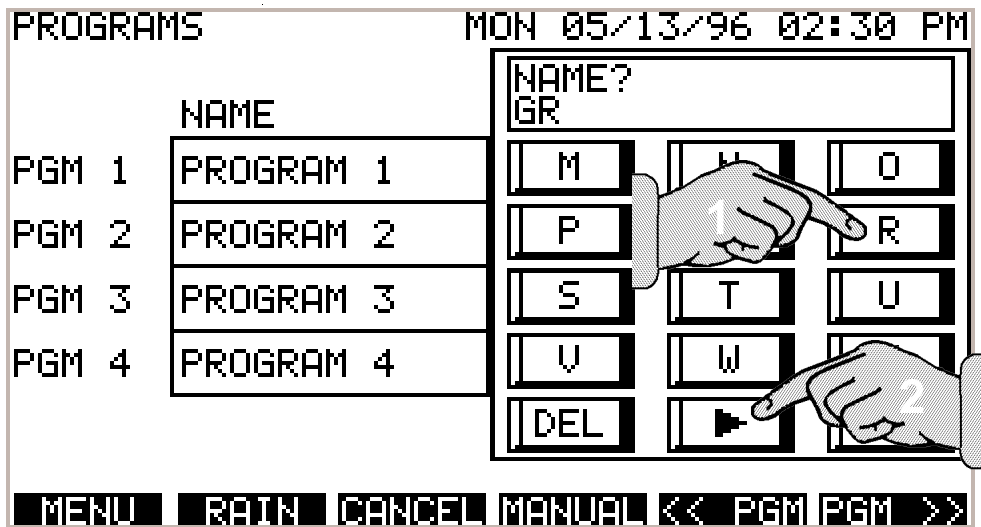 PROGRAMS MON 05/13/96 02:30 PM
NAME
PGM 1 PROGRAM 1
PGM 2 PROGRAM 2
PGM 3 PROGRAM 3
PGM 4 PROGRAM 4
NAME?
GR
M O
P 1 R
S T U
V W
DEL ►
2
MENU RAIN CANCEL MANUAL << PGM PGM >>